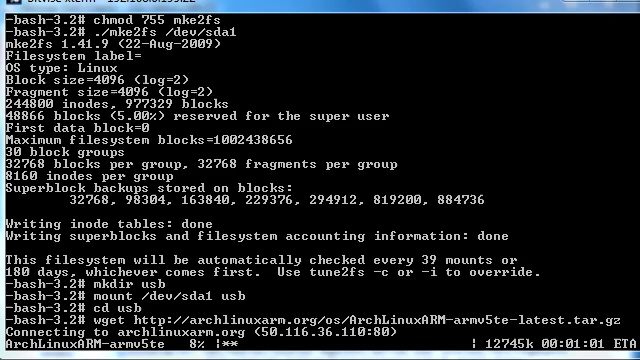 -bash-3.2# chmod 755 mke2fs
-bash-3.2# ./mke2fs /dev/sda1
mke2fs 1.41.9 (22-Aug-2009)
Filesystem label=
OS type: Linux
Block size=4096 (log=2)
Fragment size=4096 (log=2)
244800 inodes, 977329 blocks
48866 blocks (5.00%) reserved for the super user
First data block=0
Maximum filesystem blocks=1002438656
30 block groups
32768 blocks per group, 32768 fragments per group
8160 inodes per group
Superblock backups stored on blocks:
32768, 98304, 163840, 229376, 294912, 819200, 884736
Writing inode tables: done
Writing superblocks and filesystem accounting information: done
This filesystem will be automatically checked every 39 mounts or
180 days, whichever comes first.  Use tune2fs -c or -i to override.
-bash-3.2# mkdir usb
-bash-3.2# mount /dev/sda1 usb
-bash-3.2# cd usb
-bash-3.2# wget http://archlinuxarm.org/os/ArchLinuxARM-armv5te-latest.tar.gz
Connecting to archlinuxarm.org (50.116.36.110:80)
ArchLinuxARM-armv5te   8% |** | 12745k 00:01:01 ETA